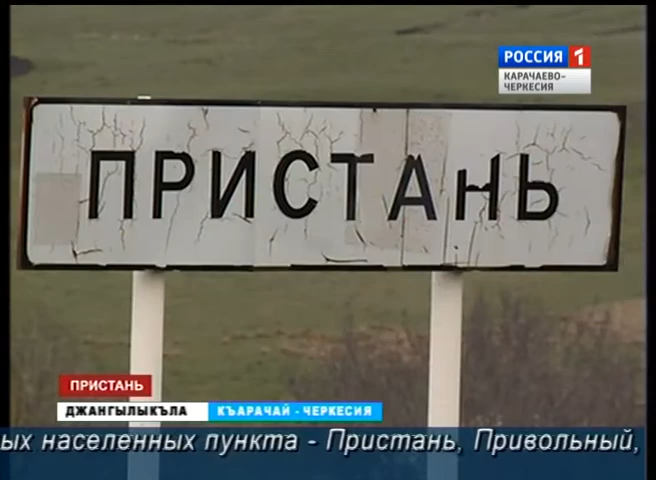 РОССИЯ 1
КАРАЧАЕВО-
ЧЕРКЕСИЯ
ПРИСТАНЬ
ПРИСТАНЬ
ДЖАНГЫЛЫКЪЛА КЪАРАЧАЙ - ЧЕРКЕСИЯ
ых населенных пункта - Пристань, Привольный,